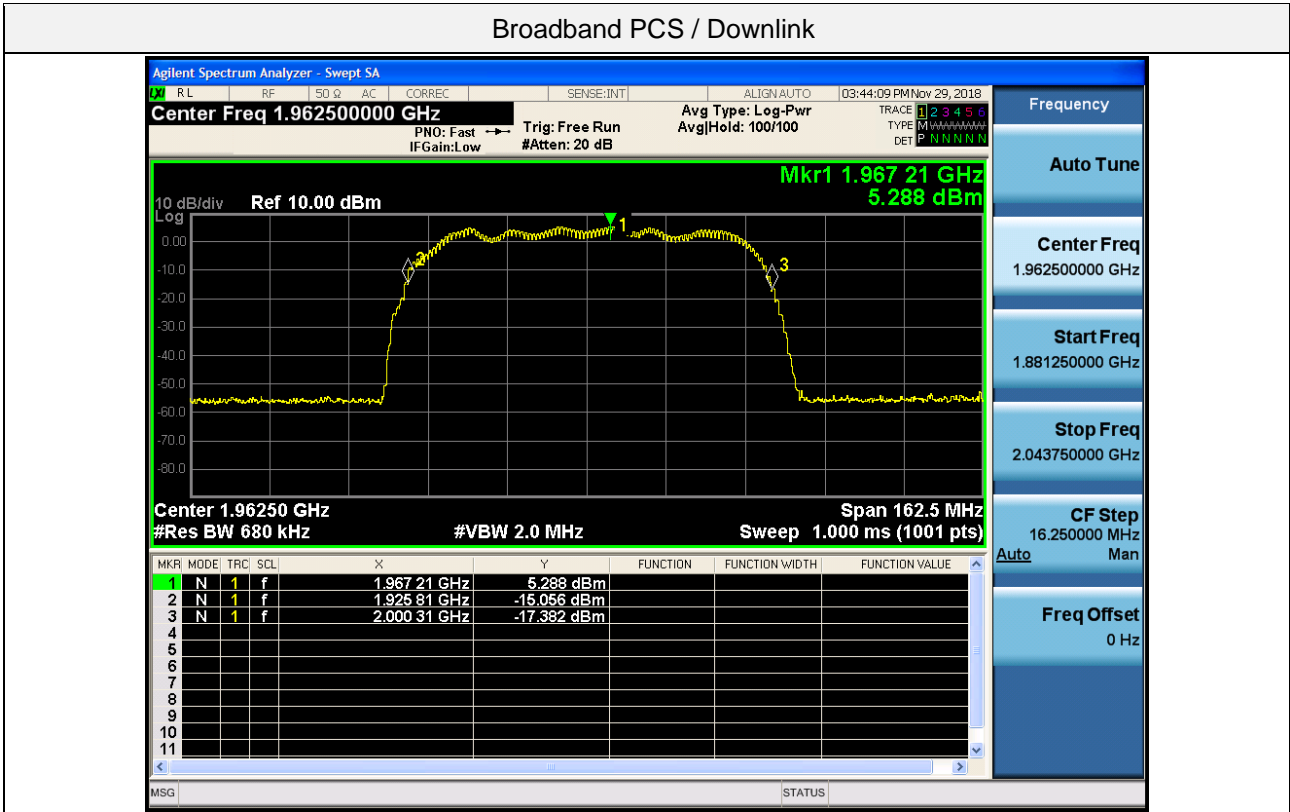 Broadband PCS / Downlink
Agilent Spectrum Analyzer - Swept SA
LXI RL RF 50 Ω AC CORREC SENSE:INT ALIGNAUTO 03:44:09 PM Nov 29, 2018
Center Freq 1.962500000 GHz
PNO: Fast
IFGain:Low
Trig: Free Run
#Atten: 20 dB
Avg Type: Log-Pwr
Avg|Hold: 100/100
TRACE 1 2 3 4 5 6
TYPE M
DET P N N N N N
Mkr1 1.967 21 GHz
5.288 dBm
10 dB/div Ref 10.00 dBm
Log
0.00
-10.0
-20.0
-30.0
-40.0
-50.0
-60.0
-70.0
-80.0
1
2
3
Center 1.96250 GHz Span 162.5 MHz
#Res BW 680 kHz #VBW 2.0 MHz Sweep 1.000 ms (1001 pts)
MKR MODE TRC SCL X Y FUNCTION FUNCTION WIDTH FUNCTION VALUE
1 N 1 f 1.967 21 GHz 5.288 dBm
2 N 1 f 1.925 81 GHz -15.056 dBm
3 N 1 f 2.000 31 GHz -17.382 dBm
4
5
6
7
8
9
10
11
MSG STATUS
Frequency
Auto Tune
Center Freq
1.962500000 GHz
Start Freq
1.881250000 GHz
Stop Freq
2.043750000 GHz
CF Step
16.250000 MHz
Auto Man
Freq Offset
0 Hz